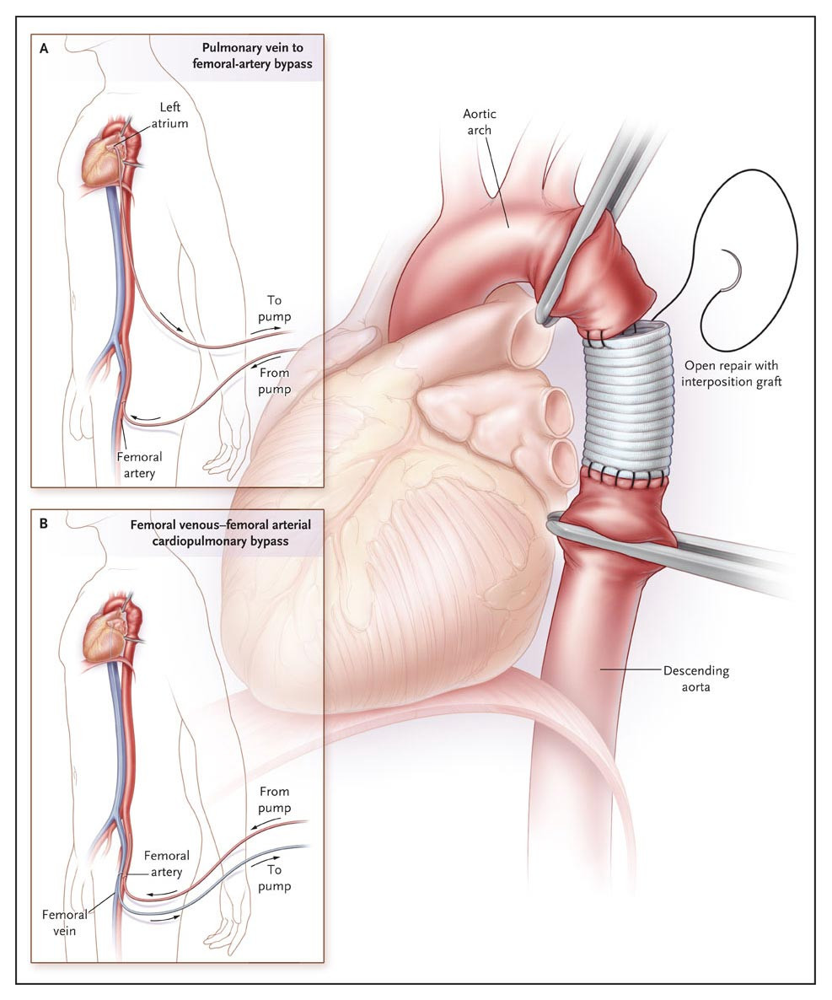 A
Pulmonary vein to
femoral-artery bypass
Left
atrium
To
pump
From
pump
Femoral
artery
B
Femoral venous–femoral arterial
cardiopulmonary bypass
From
pump
Femoral
artery
To
pump
Femoral
vein
Aortic
arch
Open repair with
interposition graft
Descending
aorta